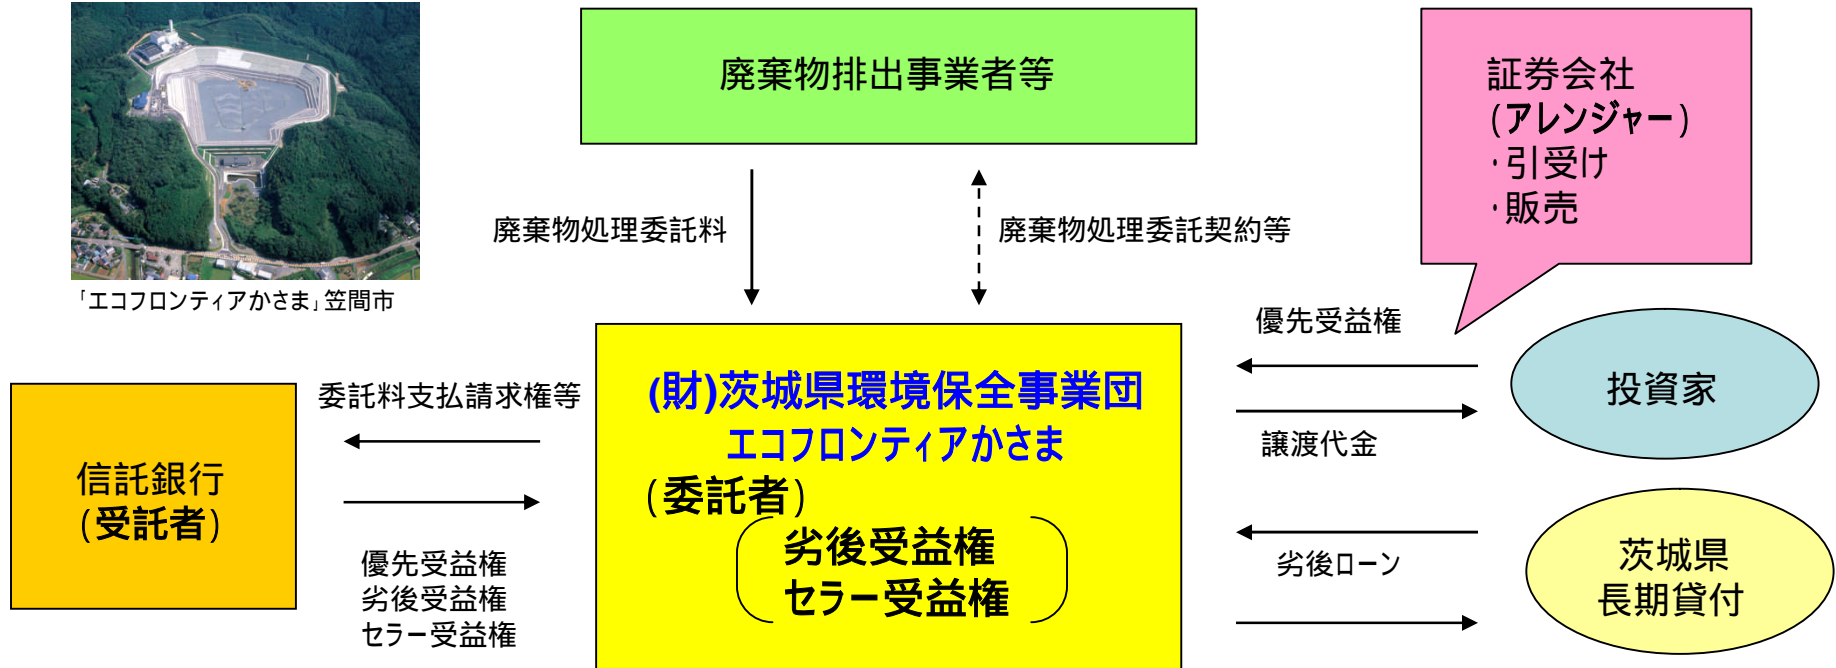 廃棄物排出事業者等
証券会社
(アレンジャー)
・引受け
・販売
廃棄物処理委託料
廃棄物処理委託契約等
「エコフロンティアかさま」笠間市
優先受益権
委託料支払請求権等
(財)茨城県環境保全事業団
エコフロンティアかさま
(委託者)
劣後受益権
セラー受益権
投資家
譲渡代金
信託銀行
(受託者)
優先受益権
劣後受益権
セラー受益権
劣後ローン
茨城県
長期貸付